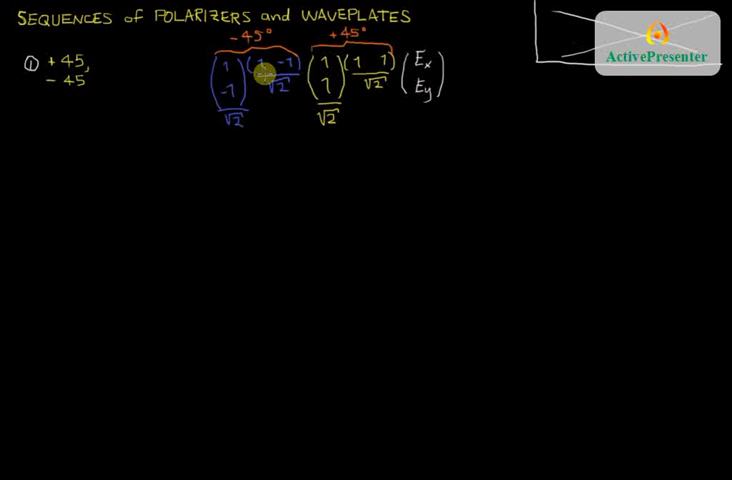 SEQUENCES of POLARIZERS and WAVEPLATES
-45° +45°
① +45,
-45
(1 -1)/√2 (1 -1)/√2 (1 1)/√2 (1 1)/√2 (Ex Ey)
ActivePresenter